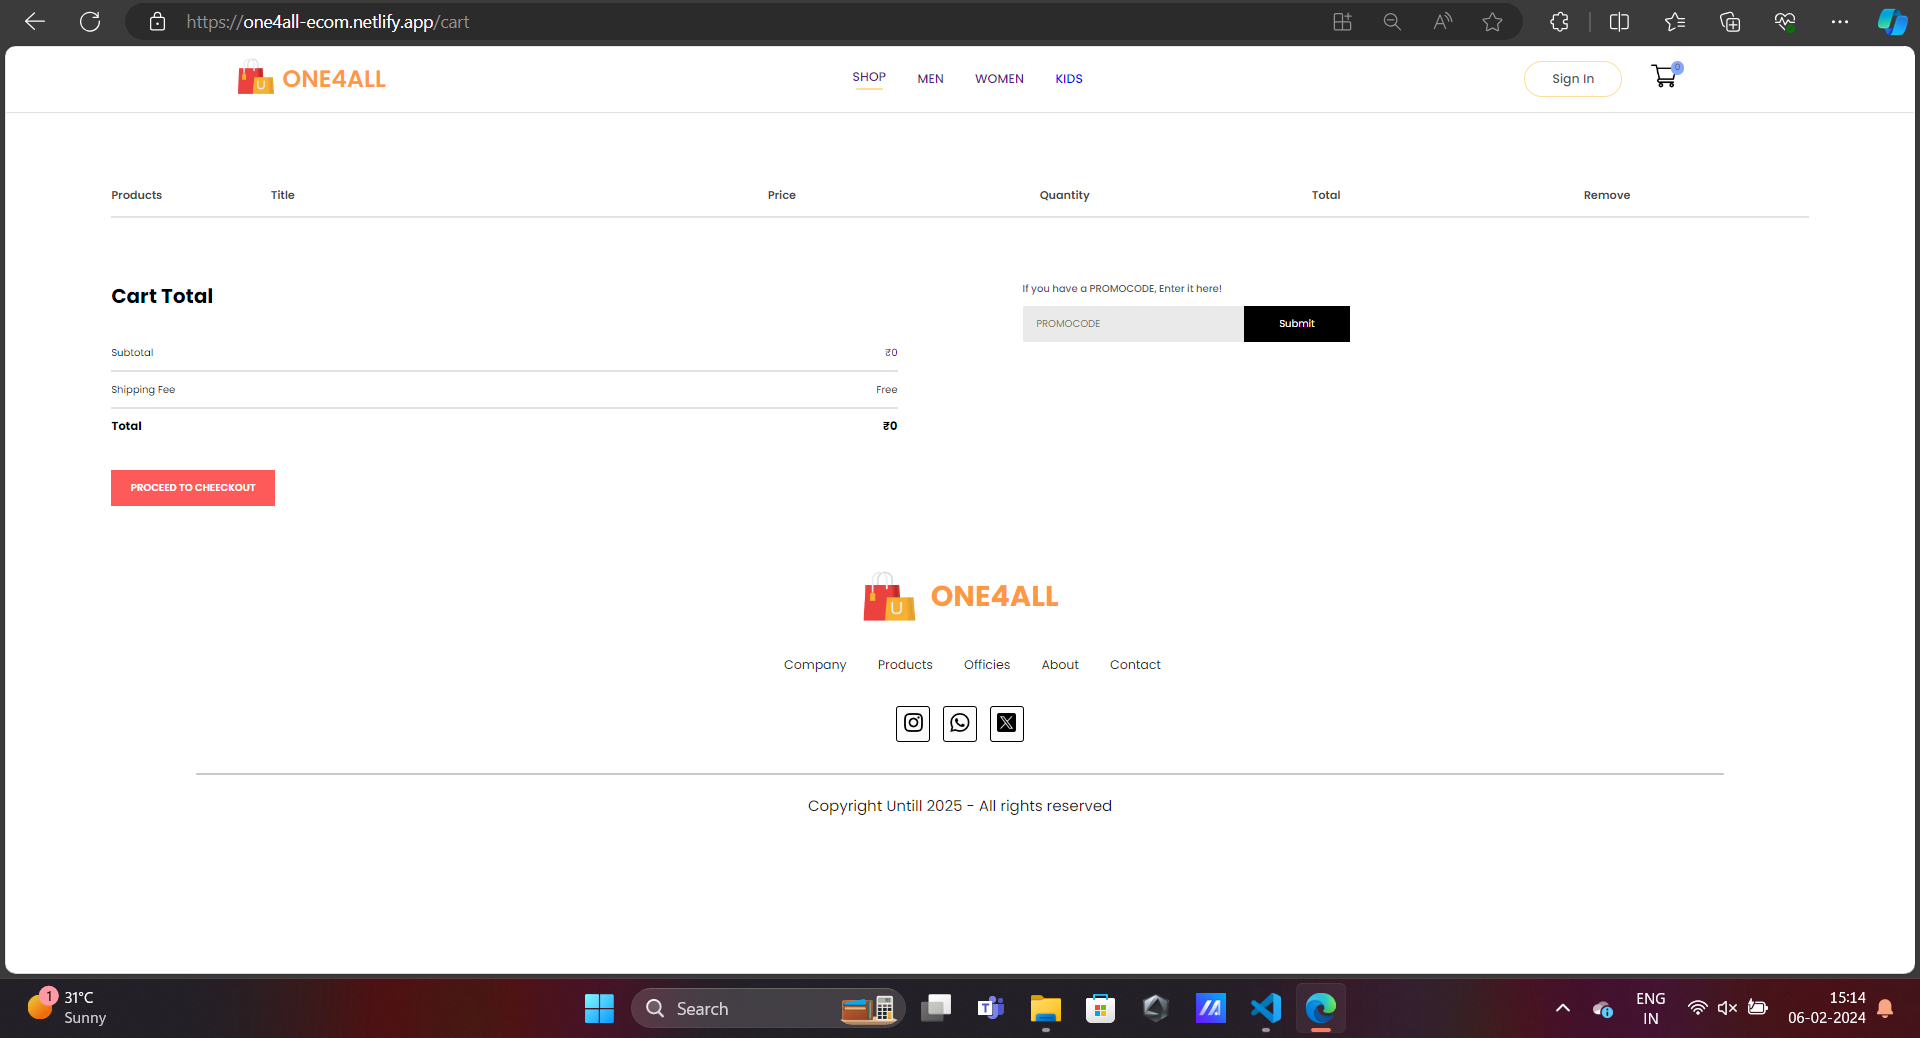 https://one4all-ecom.netlify.app/cart
U ONE4ALL SHOP MEN WOMEN KIDS Sign In 0
Products Title Price Quantity Total Remove
Cart Total
If you have a PROMOCODE, Enter it here!
PROMOCODE Submit
Subtotal ₹0
Shipping Fee Free
Total ₹0
PROCEED TO CHEECKOUT
U ONE4ALL
Company Products Officies About Contact
Copyright Untill 2025 - All rights reserved
1 31°C
Sunny
Search
ENG
IN
15:14
06-02-2024